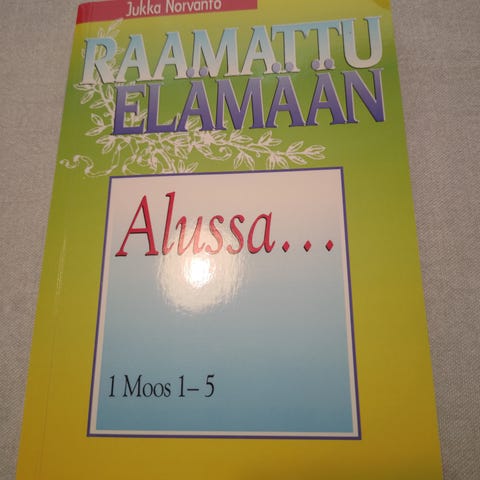 Jukka Norvanto
RAAMATTU
ELÄMÄÄN
Alussa...
1 Moos 1–5